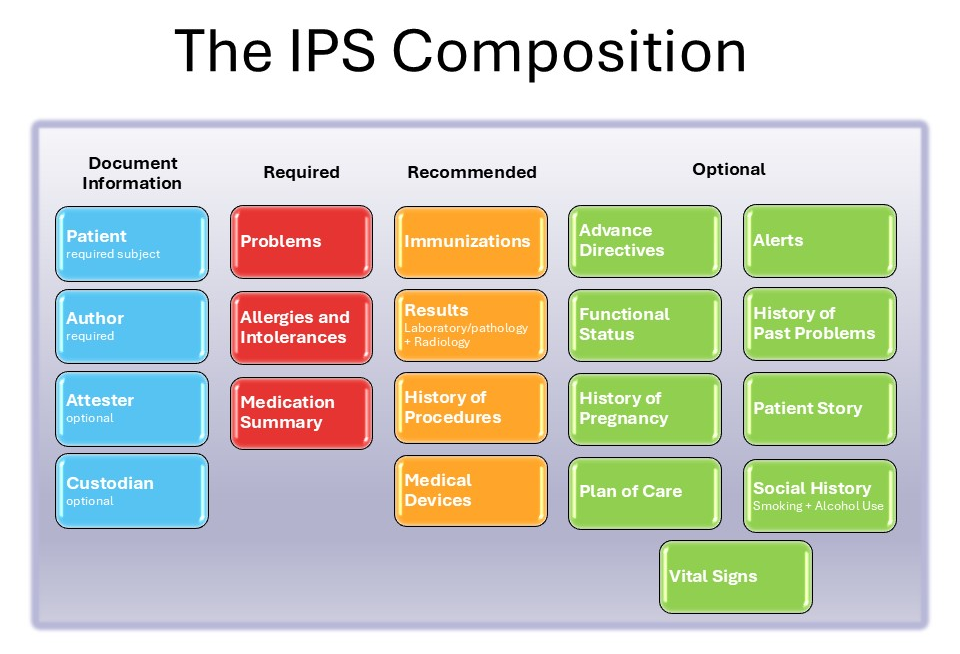 The IPS Composition
Document
Information
Patient
required subject
Author
required
Attester
optional
Custodian
optional
Required
Problems
Allergies and
Intolerances
Medication
Summary
Recommended
Immunizations
Results
Laboratory/pathology
+ Radiology
History of
Procedures
Medical
Devices
Optional
Advance
Directives
Functional
Status
History of
Pregnancy
Plan of Care
Alerts
History of
Past Problems
Patient Story
Social History
Smoking + Alcohol Use
Vital Signs